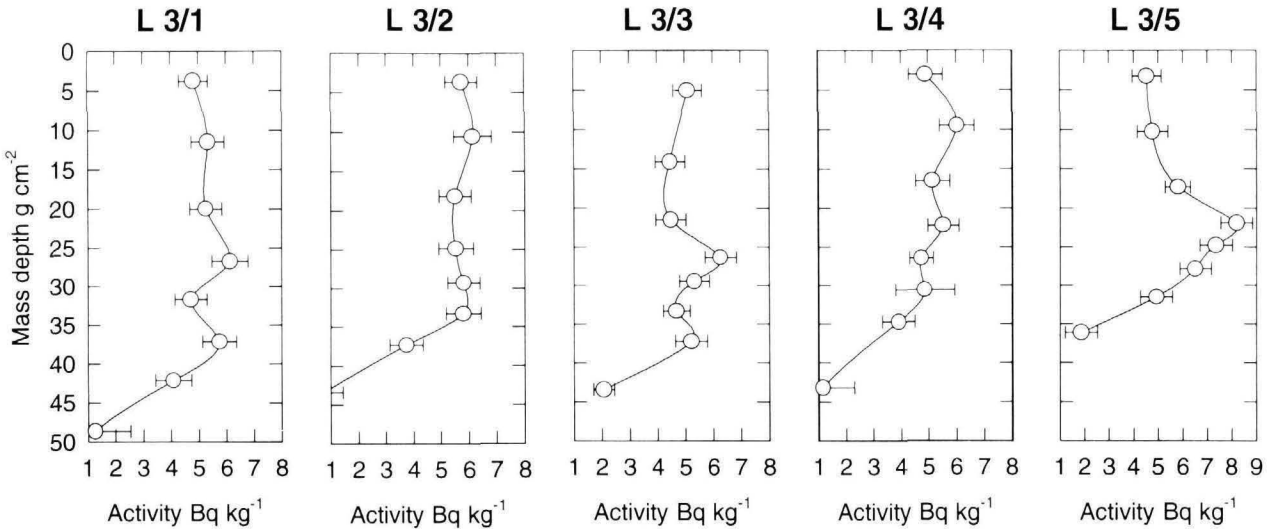 L 3/1 L 3/2 L 3/3 L 3/4 L 3/5
0
5
10
15
20
25
30
35
40
45
50
Mass depth g cm⁻²
1 2 3 4 5 6 7 8 1 2 3 4 5 6 7 8 1 2 3 4 5 6 7 8 1 2 3 4 5 6 7 8 1 2 3 4 5 6 7 8 9
Activity Bq kg⁻¹ Activity Bq kg⁻¹ Activity Bq kg⁻¹ Activity Bq kg⁻¹ Activity Bq kg⁻¹